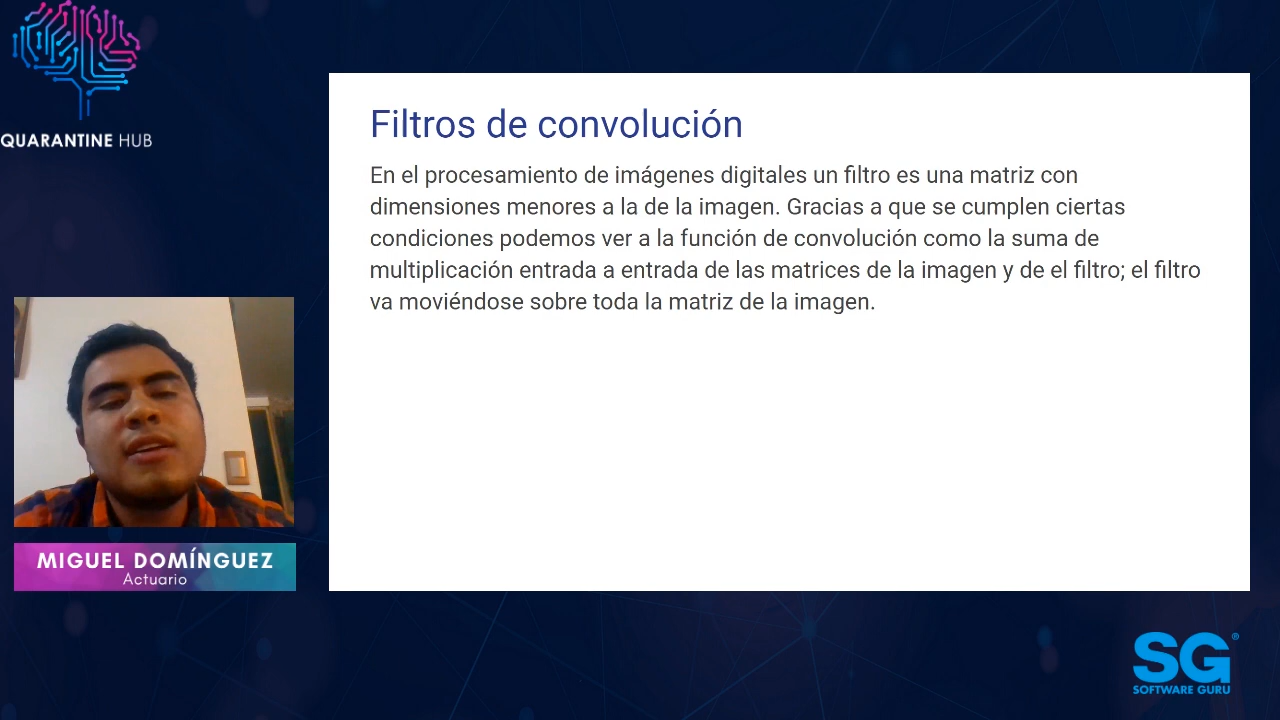 QUARANTINE HUB
Filtros de convolución
En el procesamiento de imágenes digitales un filtro es una matriz con
dimensiones menores a la de la imagen. Gracias a que se cumplen ciertas
condiciones podemos ver a la función de convolución como la suma de
multiplicación entrada a entrada de las matrices de la imagen y de el filtro; el filtro
va moviéndose sobre toda la matriz de la imagen.
MIGUEL DOMÍNGUEZ
Actuario
SG®
SOFTWARE GURU